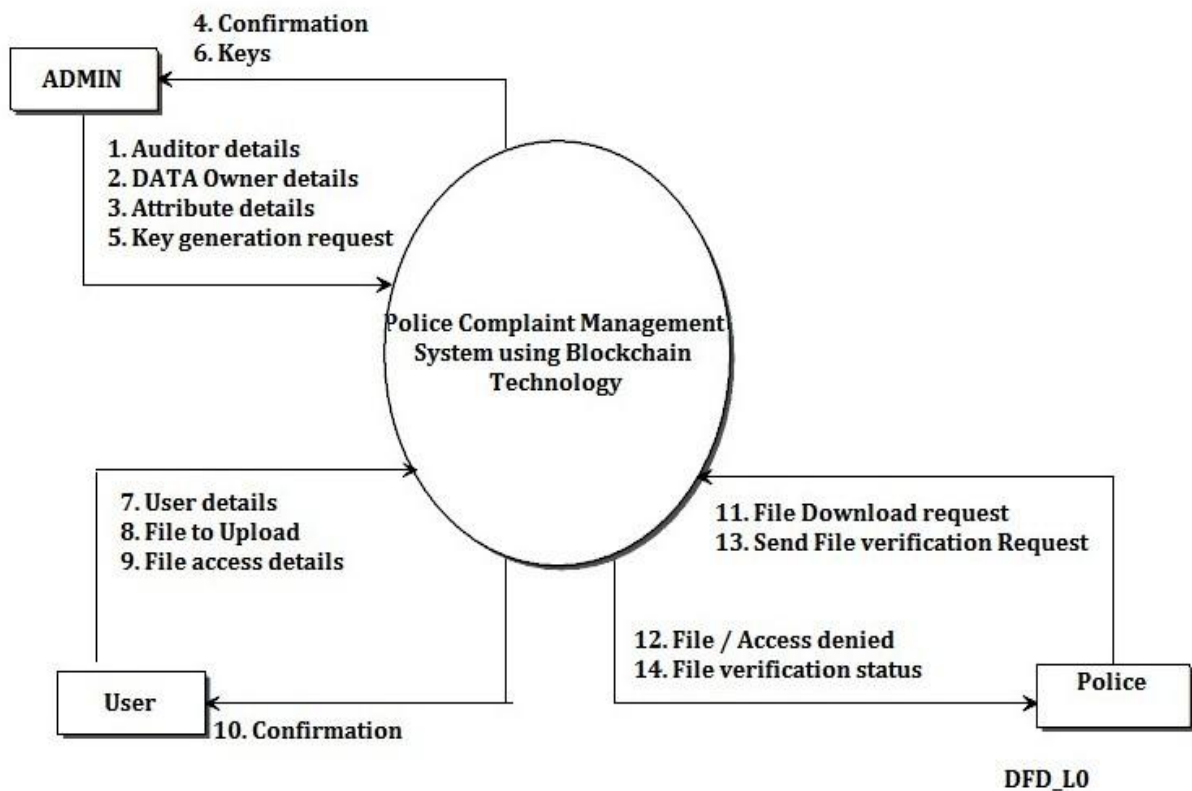 4. Confirmation
6. Keys
ADMIN
1. Auditor details
2. DATA Owner details
3. Attribute details
5. Key generation request
Police Complaint Management
System using Blockchain
Technology
7. User details
8. File to Upload
9. File access details
11. File Download request
13. Send File verification Request
12. File / Access denied
14. File verification status
User
Police
10. Confirmation
DFD_L0